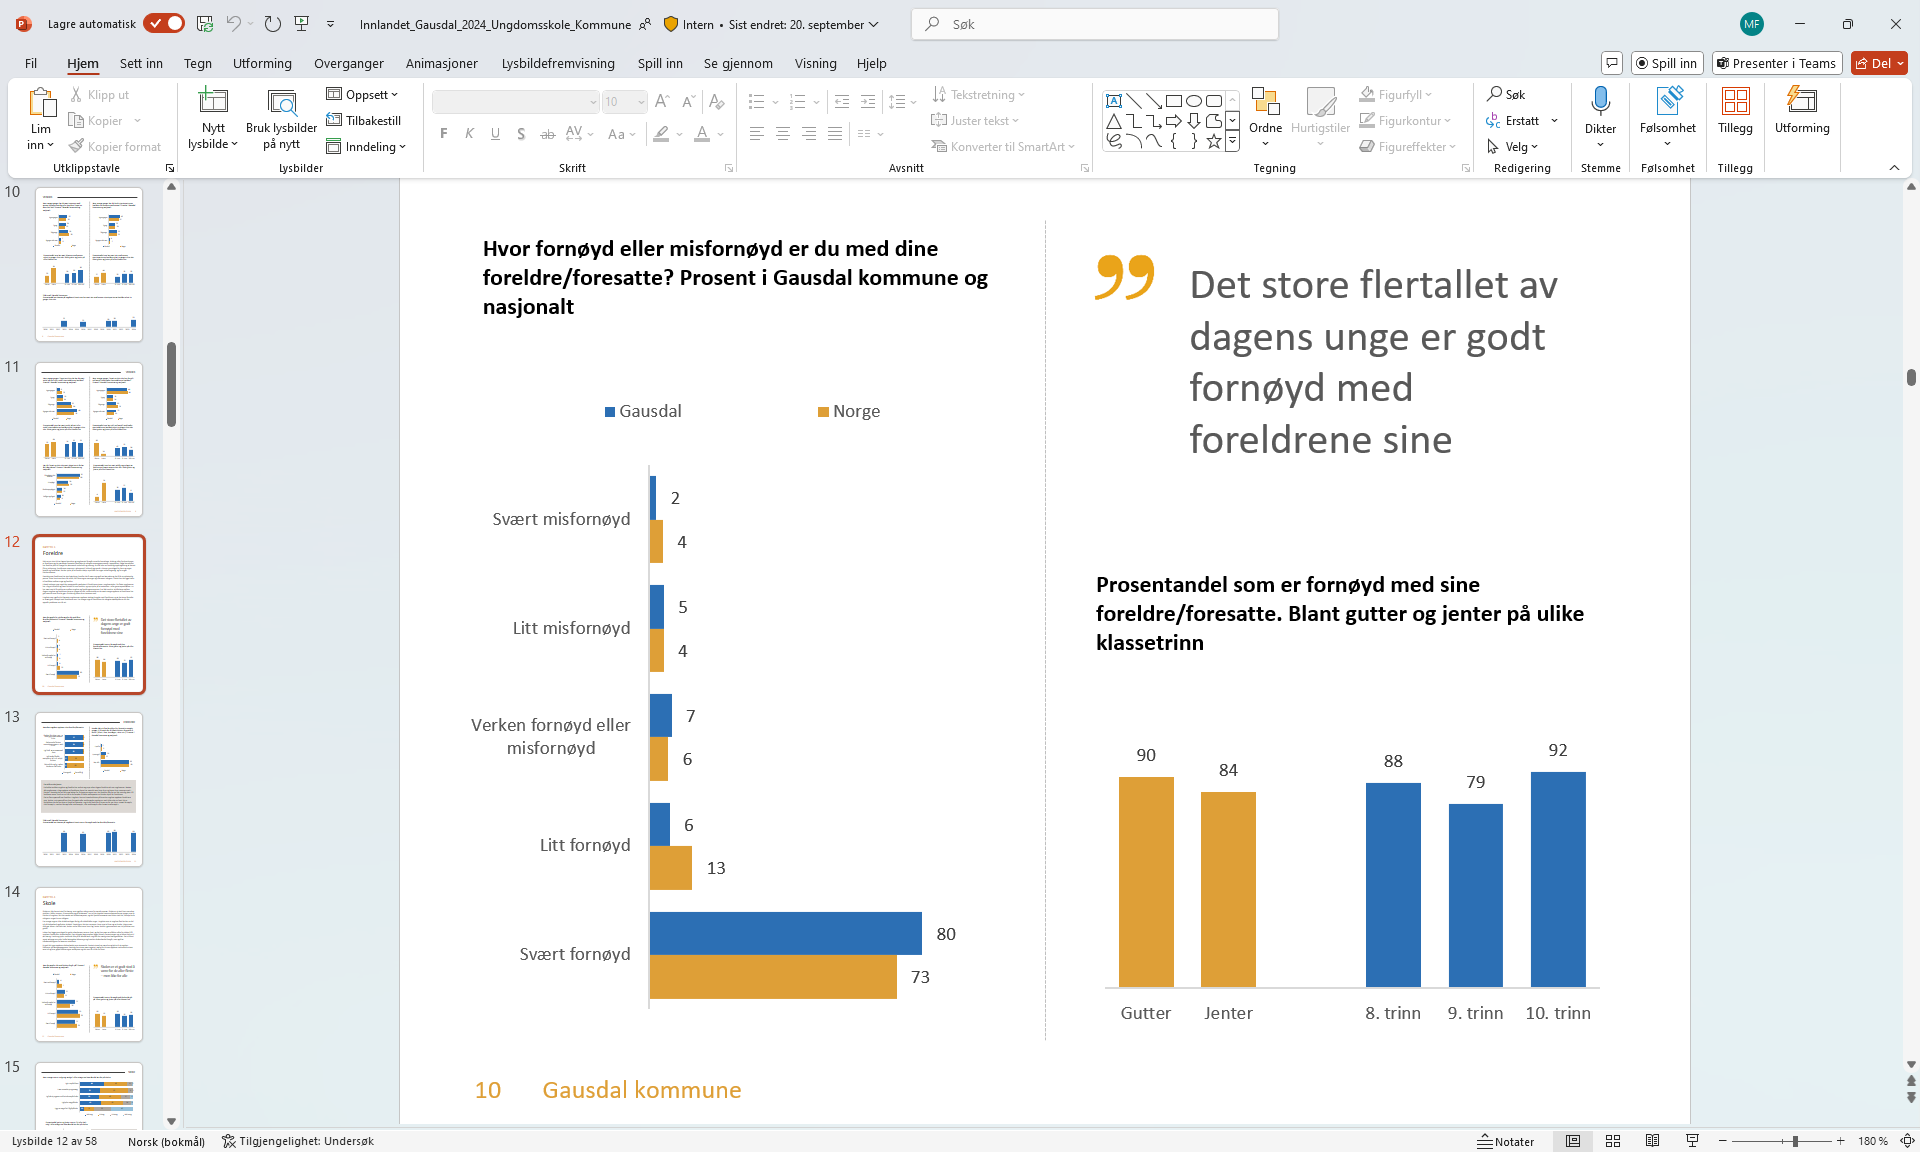 Lagre automatisk
Innlandet_Gausdal_2024_Ungdomsskole_Kommune
Intern • Sist endret: 20. september
Søk
MF
Fil Hjem Sett inn Tegn Utforming Overganger Animasjoner Lysbildefremvisning Spill inn Se gjennom Visning Hjelp
Spill inn
Presenter i Teams
Del
Lim inn
Klipp ut
Kopier
Kopier format
Utklippstavle
Nytt lysbilde
Bruk lysbilder på nytt
Oppsett
Tilbakestill
Inndeling
Lysbilder
10
F K U S ab AV Aa A
Skrift
Tekstretning
Juster tekst
Konverter til SmartArt
Avsnitt
Ordne
Hurtigstiler
Figurfyll
Figurkontur
Figureffekter
Tegning
Søk
Erstatt
Velg
Redigering
Dikter
Stemme
Følsomhet
Følsomhet
Tillegg
Tillegg
Utforming
10
11
12
Foreldre
13
14
Skole
15
Hvor fornøyd eller misfornøyd er du med dine
foreldre/foresatte? Prosent i Gausdal kommune og
nasjonalt
Gausdal Norge
Svært misfornøyd
2
4
Litt misfornøyd
5
4
Verken fornøyd eller
misfornøyd
7
6
Litt fornøyd
6
13
Svært fornøyd
80
73
”
Det store flertallet av
dagens unge er godt
fornøyd med
foreldrene sine
Prosentandel som er fornøyd med sine
foreldre/foresatte. Blant gutter og jenter på ulike
klassetrinn
90 84 88 79 92
Gutter Jenter 8. trinn 9. trinn 10. trinn
10 Gausdal kommune
Lysbilde 12 av 58
Norsk (bokmål)
Tilgjengelighet: Undersøk
Notater
180 %